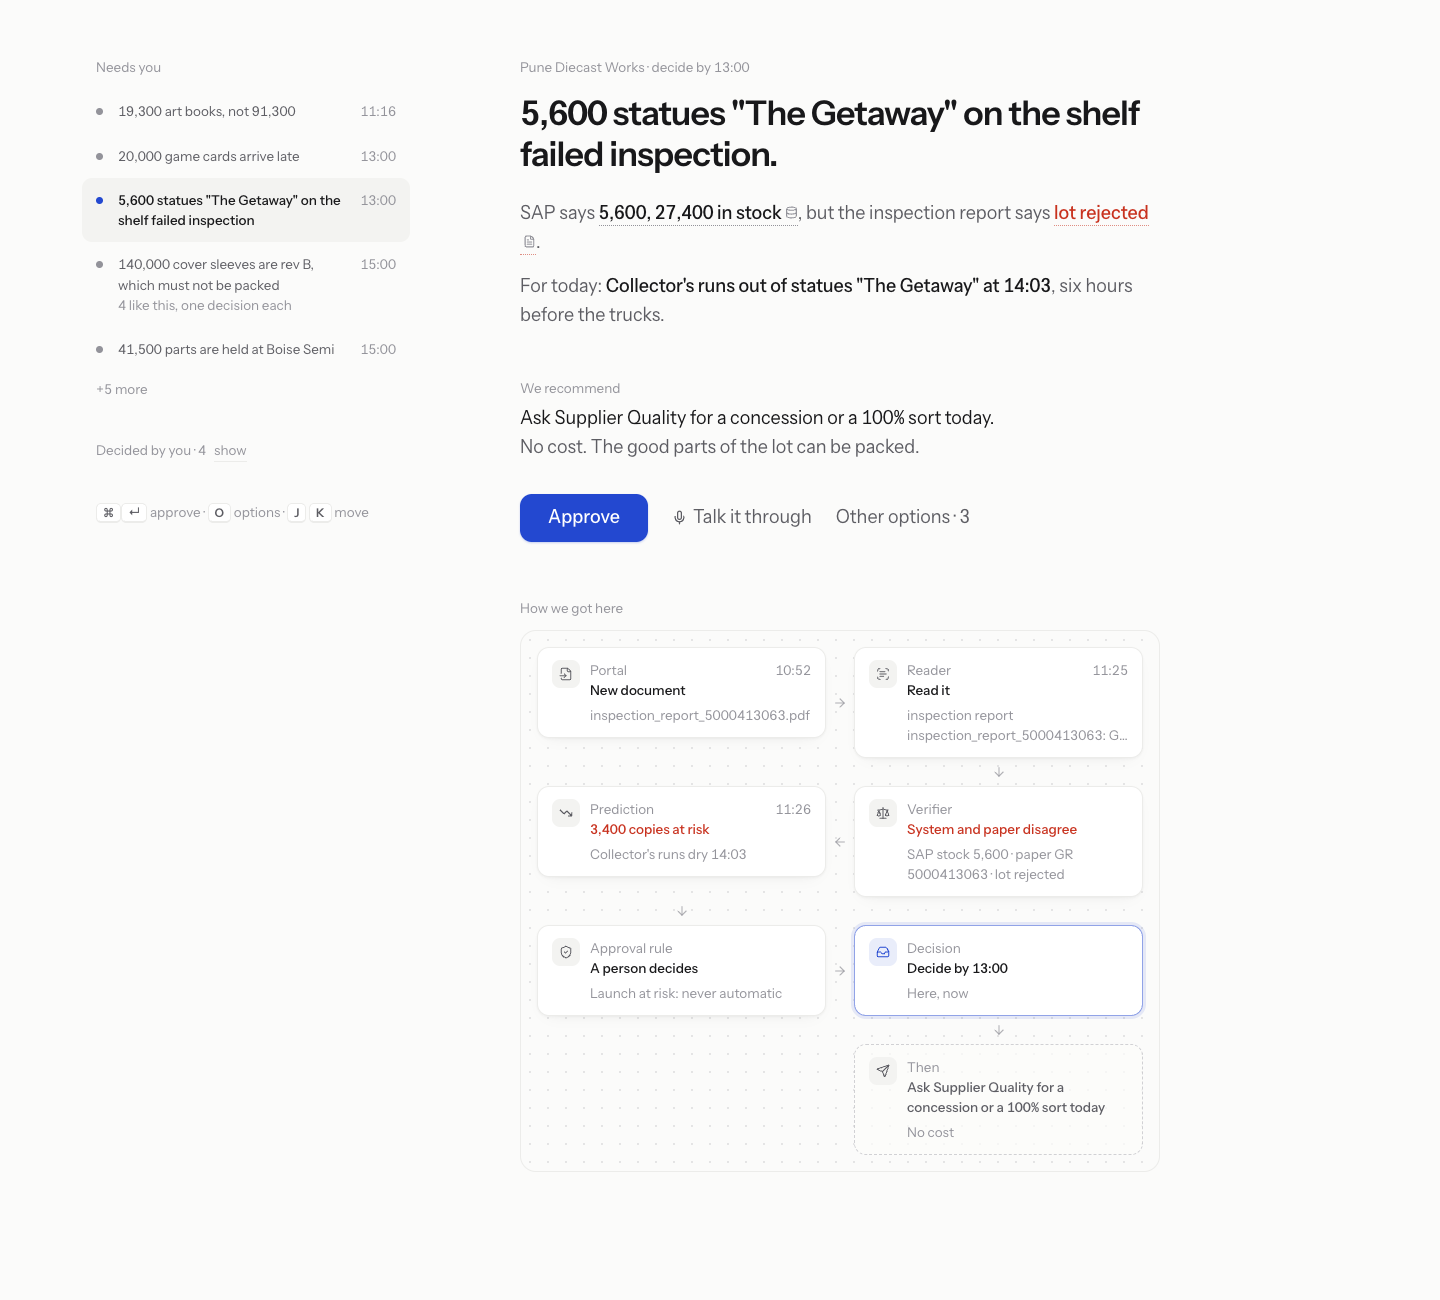 Needs you
19,300 art books, not 91,300 11:16
20,000 game cards arrive late 13:00
5,600 statues "The Getaway" on the 13:00
shelf failed inspection
140,000 cover sleeves are rev B, 15:00
which must not be packed
4 like this, one decision each
41,500 parts are held at Boise Semi 15:00
+5 more
Decided by you · 4 show
⌘ ↵ approve · O options · J K move
Pune Diecast Works · decide by 13:00
5,600 statues "The Getaway" on the shelf
failed inspection.
SAP says 5,600, 27,400 in stock , but the inspection report says lot rejected
.
For today: Collector's runs out of statues "The Getaway" at 14:03, six hours
before the trucks.
We recommend
Ask Supplier Quality for a concession or a 100% sort today.
No cost. The good parts of the lot can be packed.
Approve Talk it through Other options · 3
How we got here
Portal 10:52
New document
inspection_report_5000413063.pdf
Reader 11:25
Read it
inspection report
inspection_report_5000413063: G…
Prediction 11:26
3,400 copies at risk
Collector's runs dry 14:03
Verifier
System and paper disagree
SAP stock 5,600 · paper GR
5000413063 · lot rejected
Approval rule
A person decides
Launch at risk: never automatic
Decision
Decide by 13:00
Here, now
Then
Ask Supplier Quality for a
concession or a 100% sort today
No cost